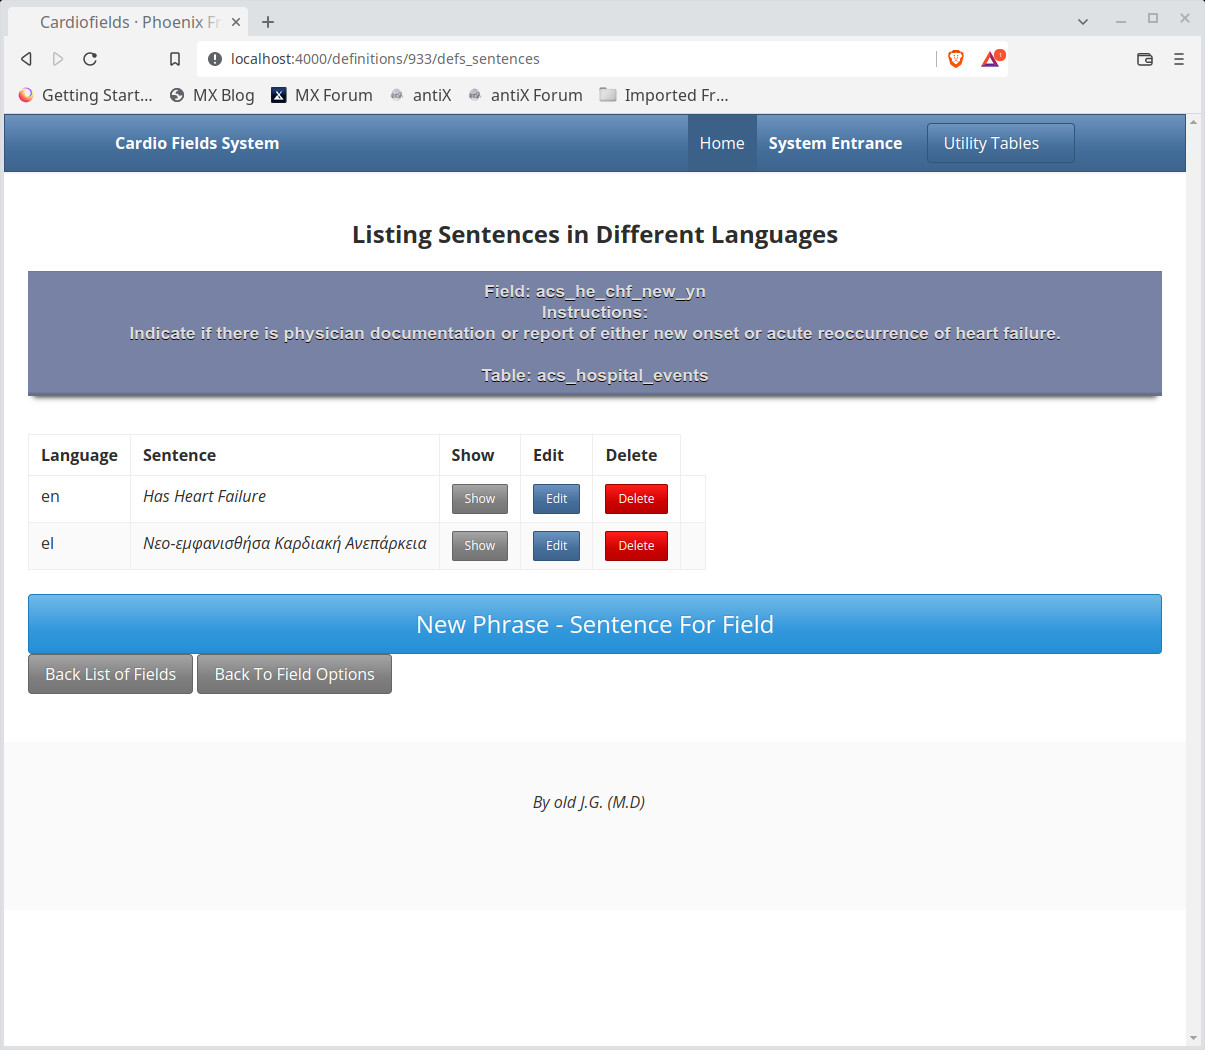 Cardiofields · Phoenix Fr
localhost:4000/definitions/933/defs_sentences
1
Getting Start... MX Blog MX Forum antiX antiX Forum Imported Fr...
Cardio Fields System Home System Entrance Utility Tables
Listing Sentences in Different Languages
Field: acs_he_chf_new_yn
Instructions:
Indicate if there is physician documentation or report of either new onset or acute reoccurrence of heart failure.
Table: acs_hospital_events
Language Sentence Show Edit Delete
en Has Heart Failure Show Edit Delete
el Νεο-εμφανισθήσα Καρδιακή Ανεπάρκεια Show Edit Delete
New Phrase - Sentence For Field
Back List of Fields Back To Field Options
By old J.G. (M.D)